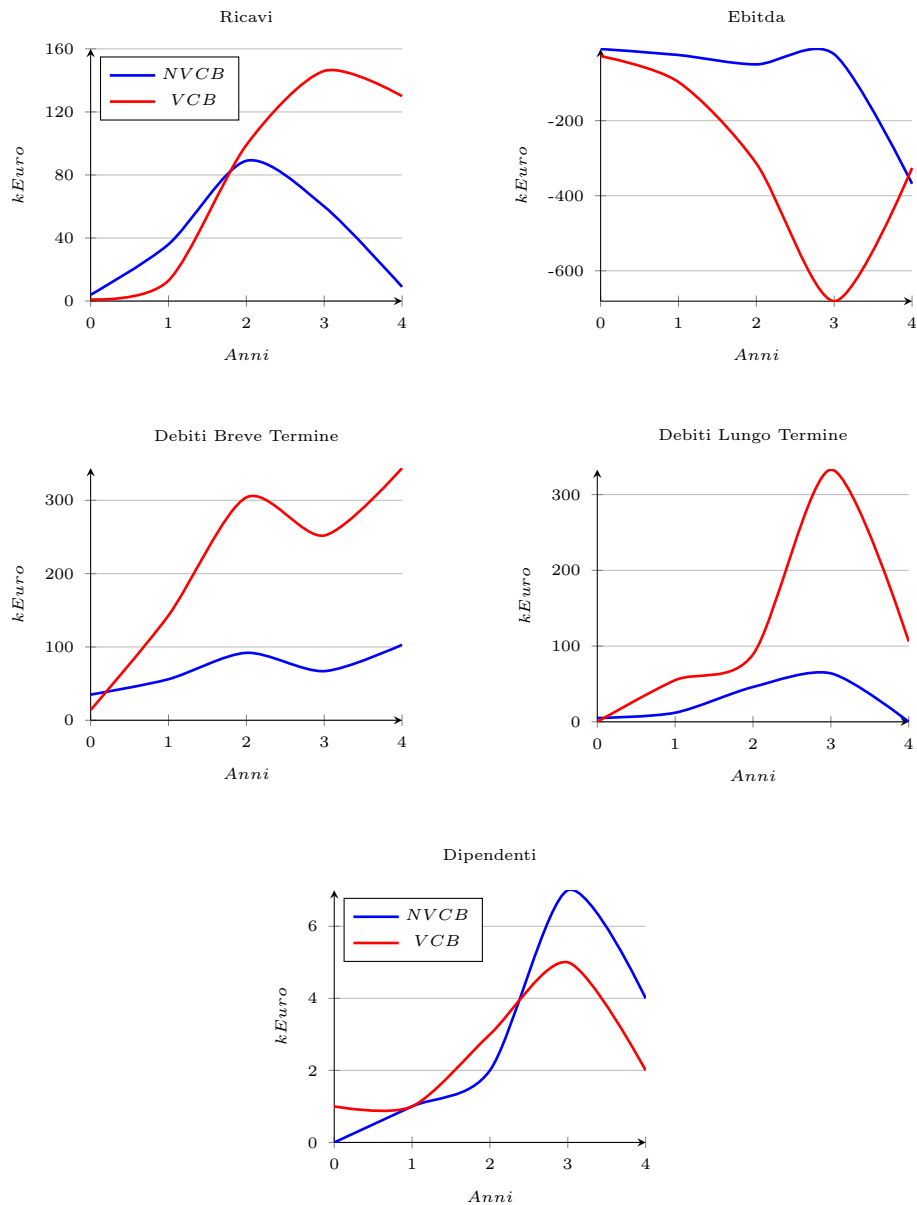 Ricavi
160
120
80
40
0
kEuro
NVCB
VCB
0 1 2 3 4
Anni
Ebitda
-200
-400
-600
kEuro
0 1 2 3 4
Anni
Debiti Breve Termine
300
200
100
0
kEuro
0 1 2 3 4
Anni
Debiti Lungo Termine
300
200
100
0
kEuro
0 1 2 3 4
Anni
Dipendenti
6
4
2
0
kEuro
NVCB
VCB
0 1 2 3 4
Anni